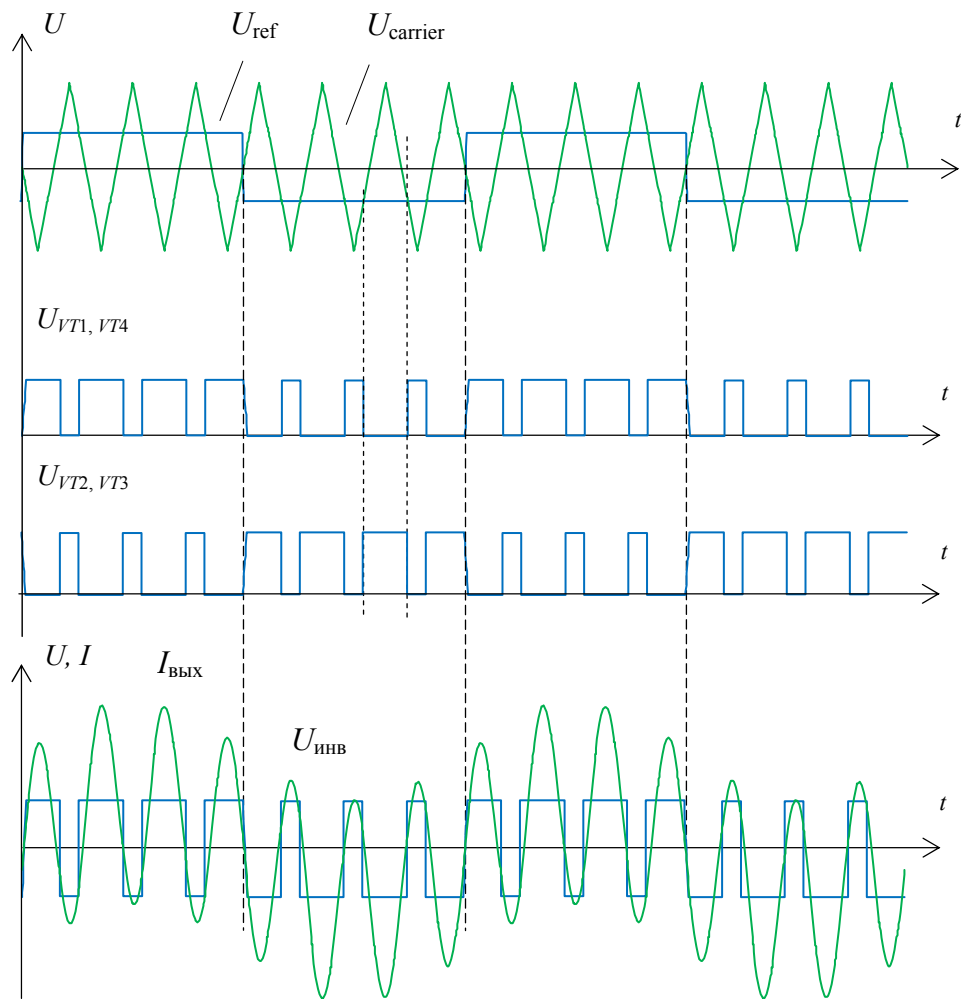 U U_ref U_carrier
t
U_VT1, VT4
t
U_VT2, VT3
t
U, I I_вых
U_инв
t